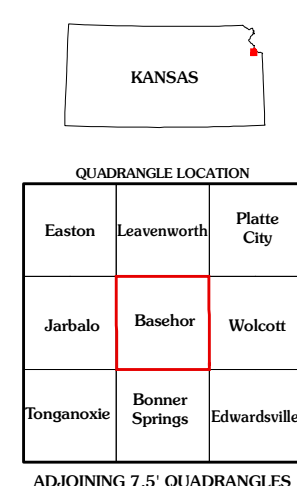 KANSAS
QUADRANGLE LOCATION
Easton
Leavenworth
Platte
City
Jarbalo
Basehor
Wolcott
Tonganoxie
Bonner
Springs
Edwardsville
ADJOINING 7.5' QUADRANGLES